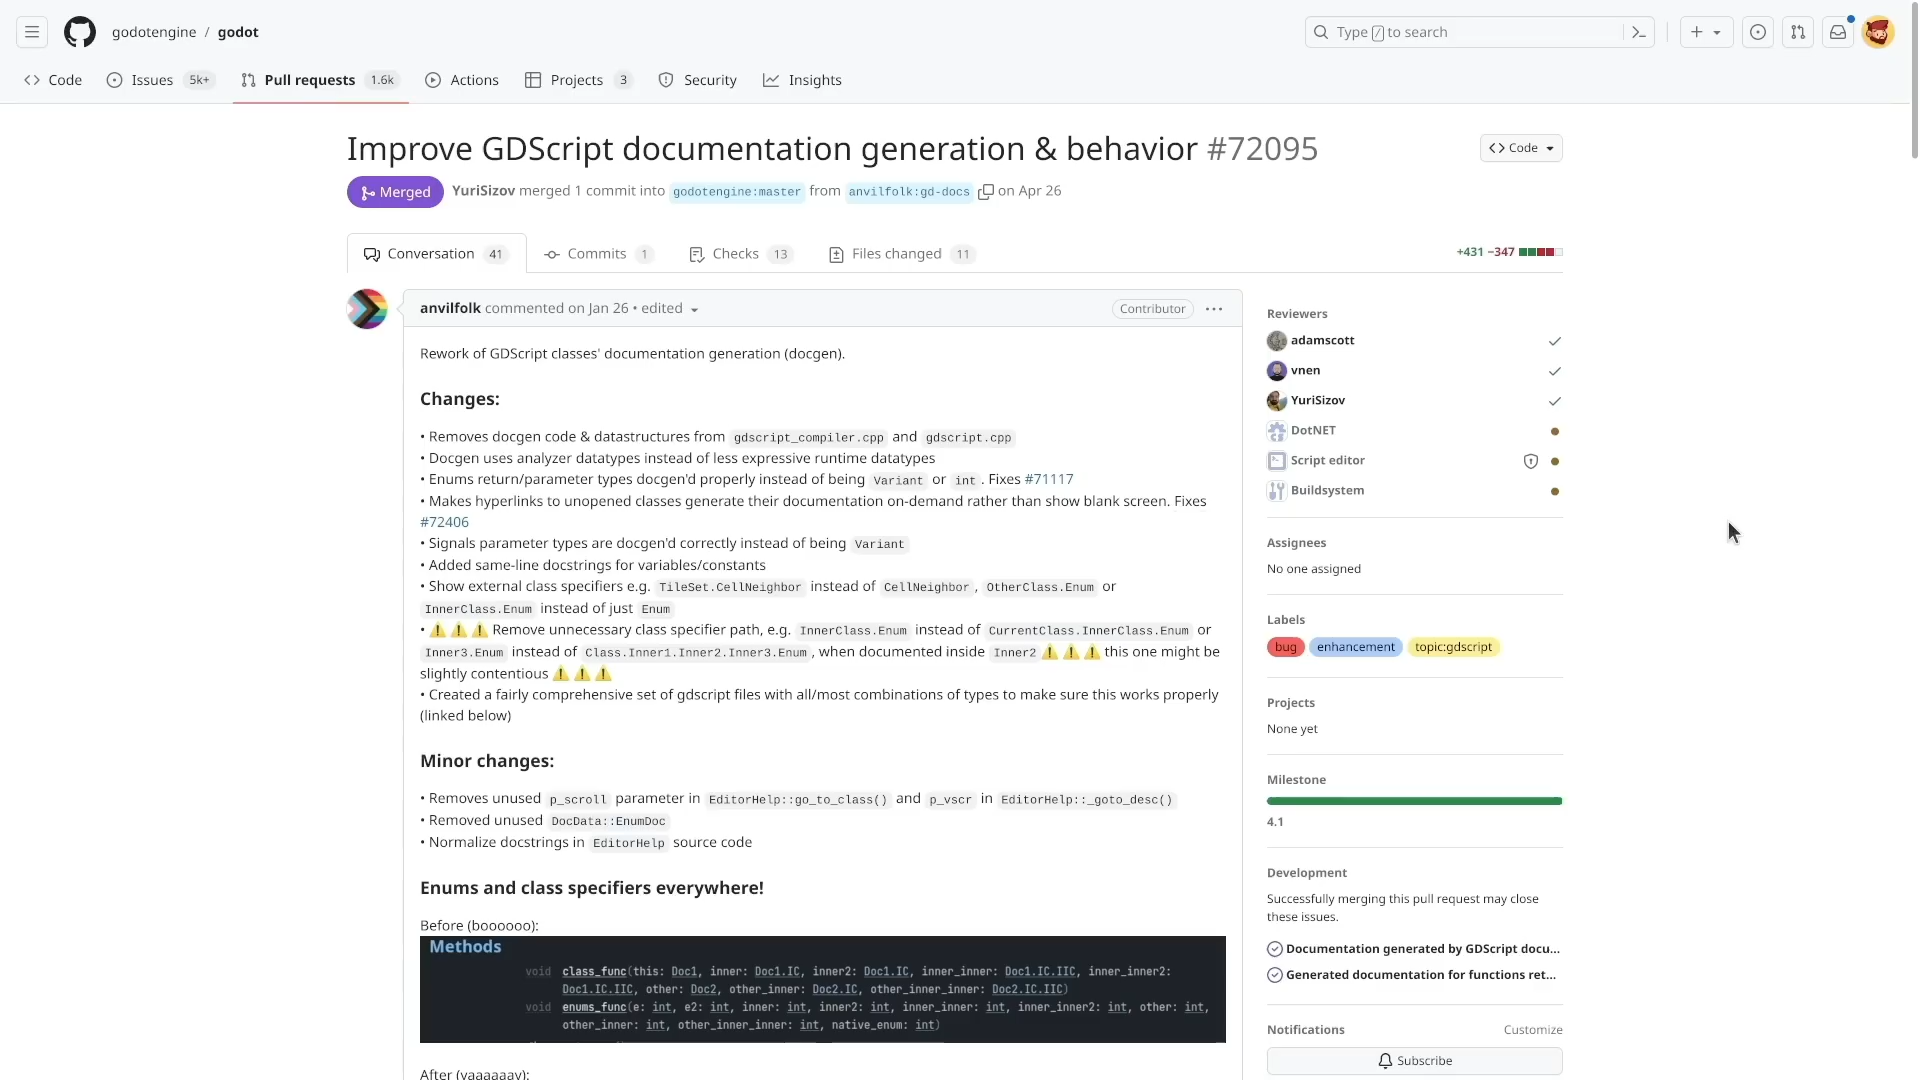 godotengine / godot
Type / to search
Code
Issues 5k+
Pull requests 1.6k
Actions
Projects 3
Security
Insights
Improve GDScript documentation generation & behavior #72095
Code
Merged
YuriSizov merged 1 commit into godotengine:master from anvilfolk:gd-docs on Apr 26
Conversation 41
Commits 1
Checks 13
Files changed 11
+431 −347
anvilfolk commented on Jan 26 • edited
Contributor
Rework of GDScript classes' documentation generation (docgen).
Changes:
• Removes docgen code & datastructures from gdscript_compiler.cpp and gdscript.cpp
• Docgen uses analyzer datatypes instead of less expressive runtime datatypes
• Enums return/parameter types docgen'd properly instead of being Variant or int . Fixes #71117
• Makes hyperlinks to unopened classes generate their documentation on-demand rather than show blank screen. Fixes
#72406
• Signals parameter types are docgen'd correctly instead of being Variant
• Added same-line docstrings for variables/constants
• Show external class specifiers e.g. TileSet.CellNeighbor instead of CellNeighbor , OtherClass.Enum or
InnerClass.Enum instead of just Enum
• ⚠️ ⚠️ ⚠️ Remove unnecessary class specifier path, e.g. InnerClass.Enum instead of CurrentClass.InnerClass.Enum or
Inner3.Enum instead of Class.Inner1.Inner2.Inner3.Enum , when documented inside Inner2 ⚠️ ⚠️ ⚠️ this one might be
slightly contentious ⚠️ ⚠️ ⚠️
• Created a fairly comprehensive set of gdscript files with all/most combinations of types to make sure this works properly
(linked below)
Minor changes:
• Removes unused p_scroll parameter in EditorHelp::go_to_class() and p_vscr in EditorHelp::_goto_desc()
• Removed unused DocData::EnumDoc
• Normalize docstrings in EditorHelp source code
Enums and class specifiers everywhere!
Before (boooooo):
Methods
void class_func(this: Doc1, inner: Doc1.IC, inner2: Doc1.IC, inner_inner: Doc1.IC.IIC, inner_inner2:
Doc1.IC.IIC, other: Doc2, other_inner: Doc2.IC, other_inner_inner: Doc2.IC.IIC)
void enums_func(e: int, e2: int, inner: int, inner2: int, inner_inner: int, inner_inner2: int, other: int,
other_inner: int, other_inner_inner: int, native_enum: int)
After (yaaaaaay):
Reviewers
adamscott
vnen
YuriSizov
DotNET
Script editor
Buildsystem
Assignees
No one assigned
Labels
bug enhancement topic:gdscript
Projects
None yet
Milestone
4.1
Development
Successfully merging this pull request may close
these issues.
Documentation generated by GDScript docu...
Generated documentation for functions ret...
Notifications
Customize
Subscribe